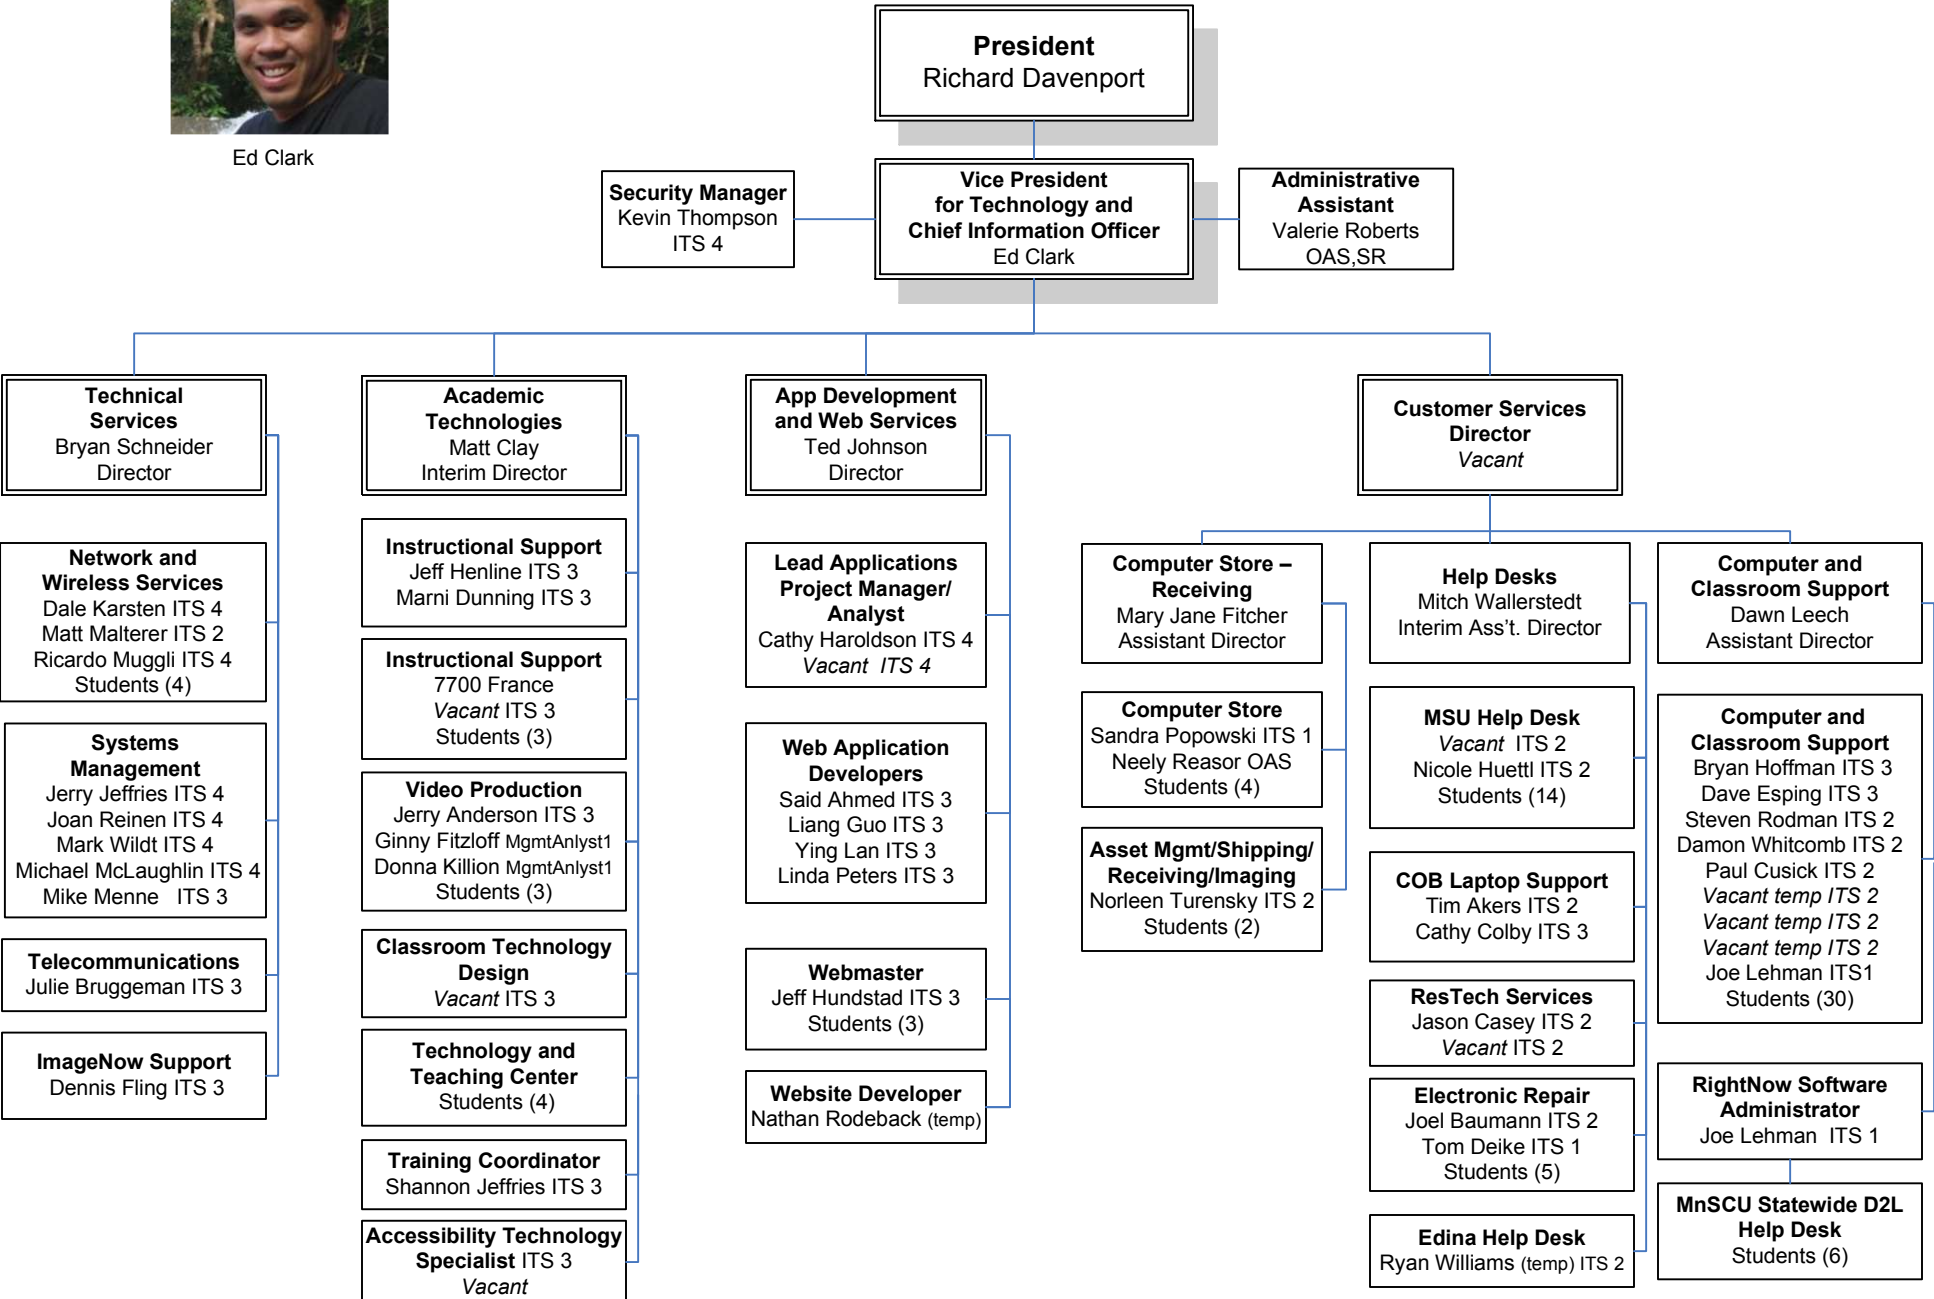 Ed Clark
President
Richard Davenport
Security Manager
Kevin Thompson
ITS 4
Vice President
for Technology and
Chief Information Officer
Ed Clark
Administrative
Assistant
Valerie Roberts
OAS,SR
Technical
Services
Bryan Schneider
Director
Network and
Wireless Services
Dale Karsten ITS 4
Matt Malterer ITS 2
Ricardo Muggli ITS 4
Students (4)
Systems
Management
Jerry Jeffries ITS 4
Joan Reinen ITS 4
Mark Wildt ITS 4
Michael McLaughlin ITS 4
Mike Menne ITS 3
Telecommunications
Julie Bruggeman ITS 3
ImageNow Support
Dennis Fling ITS 3
Academic
Technologies
Matt Clay
Interim Director
Instructional Support
Jeff Henline ITS 3
Marni Dunning ITS 3
Instructional Support
7700 France
Vacant ITS 3
Students (3)
Video Production
Jerry Anderson ITS 3
Ginny Fitzloff MgmtAnlyst1
Donna Killion MgmtAnlyst1
Students (3)
Classroom Technology
Design
Vacant ITS 3
Technology and
Teaching Center
Students (4)
Training Coordinator
Shannon Jeffries ITS 3
Accessibility Technology
Specialist ITS 3
Vacant
App Development
and Web Services
Ted Johnson
Director
Lead Applications
Project Manager/
Analyst
Cathy Haroldson ITS 4
Vacant ITS 4
Web Application
Developers
Said Ahmed ITS 3
Liang Guo ITS 3
Ying Lan ITS 3
Linda Peters ITS 3
Webmaster
Jeff Hundstad ITS 3
Students (3)
Website Developer
Nathan Rodeback (temp)
Customer Services
Director
Vacant
Computer Store –
Receiving
Mary Jane Fitcher
Assistant Director
Computer Store
Sandra Popowski ITS 1
Neely Reasor OAS
Students (4)
Asset Mgmt/Shipping/
Receiving/Imaging
Norleen Turensky ITS 2
Students (2)
Help Desks
Mitch Wallerstedt
Interim Ass't. Director
MSU Help Desk
Vacant ITS 2
Nicole Huettl ITS 2
Students (14)
COB Laptop Support
Tim Akers ITS 2
Cathy Colby ITS 3
ResTech Services
Jason Casey ITS 2
Vacant ITS 2
Electronic Repair
Joel Baumann ITS 2
Tom Deike ITS 1
Students (5)
Edina Help Desk
Ryan Williams (temp) ITS 2
Computer and
Classroom Support
Dawn Leech
Assistant Director
Computer and
Classroom Support
Bryan Hoffman ITS 3
Dave Esping ITS 3
Steven Rodman ITS 2
Damon Whitcomb ITS 2
Paul Cusick ITS 2
Vacant temp ITS 2
Vacant temp ITS 2
Vacant temp ITS 2
Joe Lehman ITS1
Students (30)
RightNow Software
Administrator
Joe Lehman ITS 1
MnSCU Statewide D2L
Help Desk
Students (6)